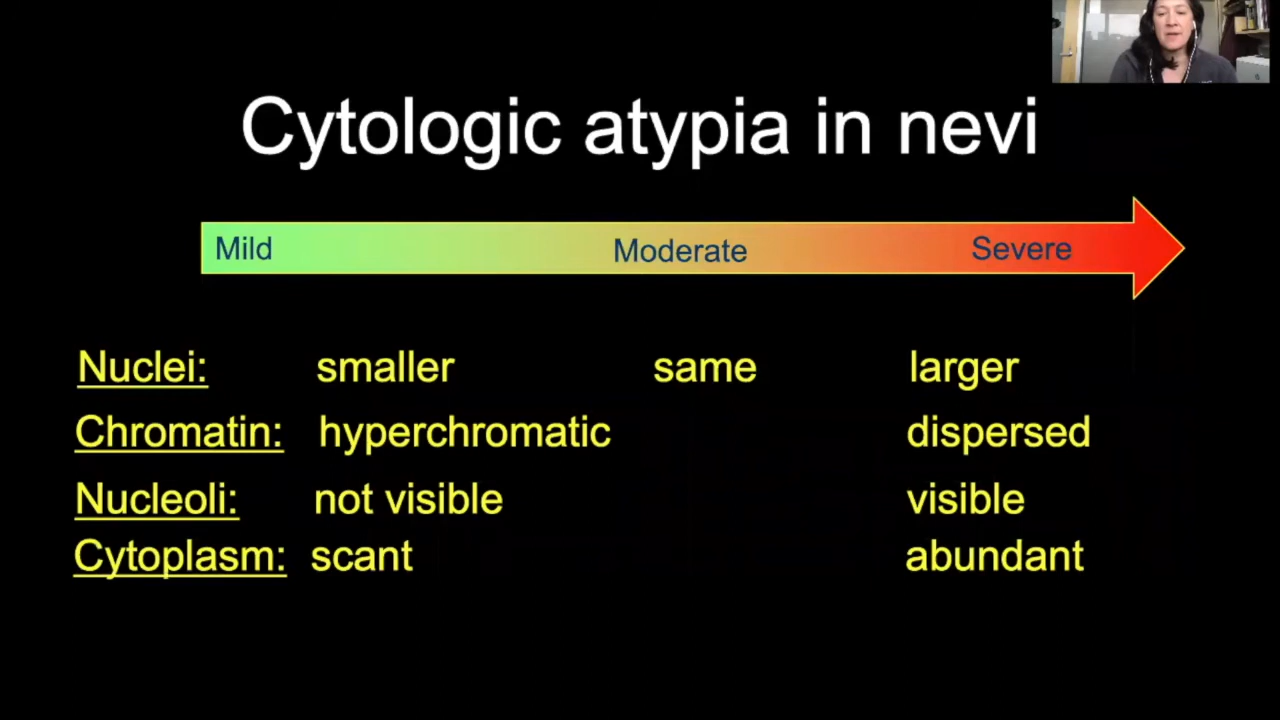 Cytologic atypia in nevi
Mild Moderate Severe
Nuclei: smaller same larger
Chromatin: hyperchromatic dispersed
Nucleoli: not visible visible
Cytoplasm: scant abundant